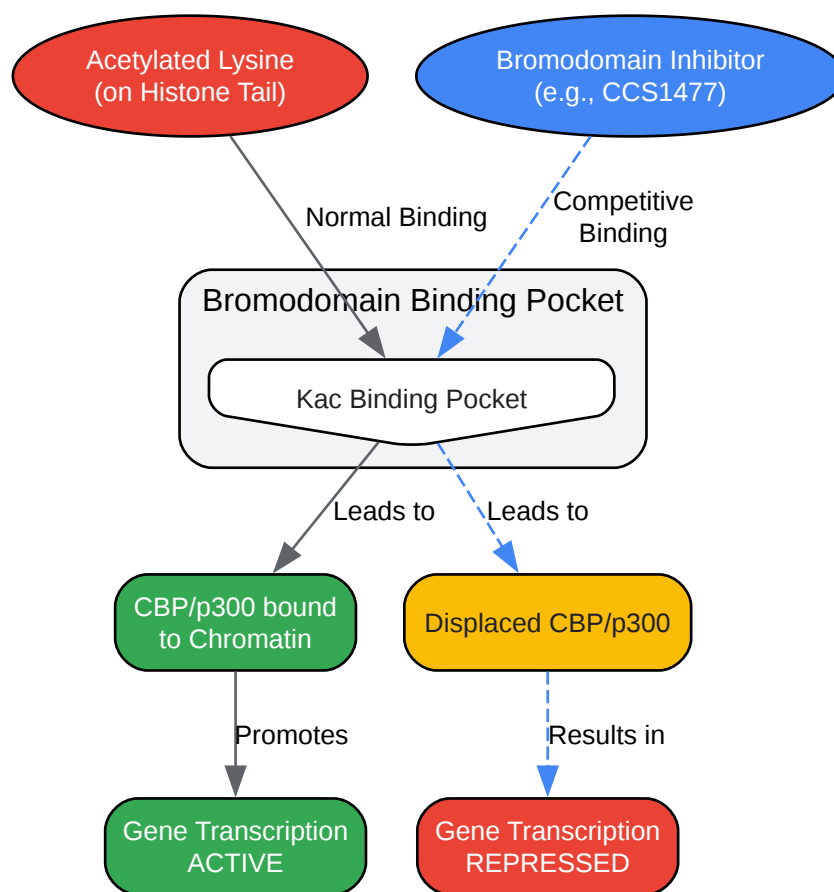 Acetylated Lysine
(on Histone Tail)
Bromodomain Inhibitor
(e.g., CCS1477)
Normal Binding
Competitive
Binding
Bromodomain Binding Pocket
Kac Binding Pocket
Leads to
Leads to
CBP/p300 bound
to Chromatin
Displaced CBP/p300
Promotes
Results in
Gene Transcription
ACTIVE
Gene Transcription
REPRESSED